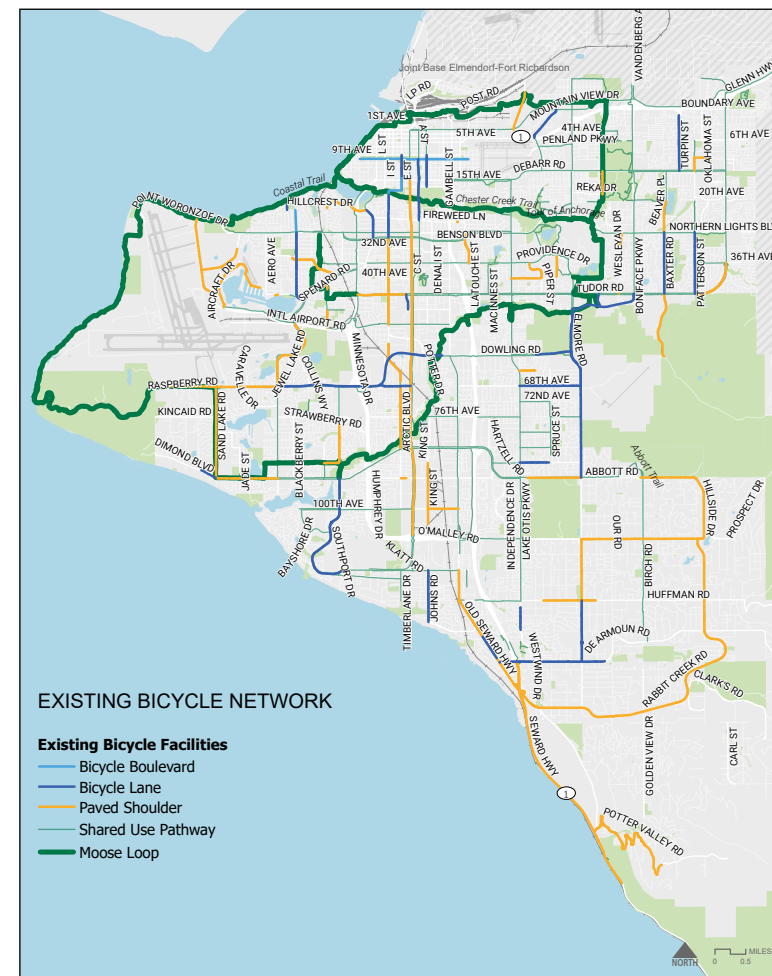 VANDENBERG A
Joint Base Elmendorf-Fort Richardson
GLENN HWY
LP RD
POST RD
MOUNTAIN VIEW DR
BOUNDARY AVE
1ST AVE
A ST
5TH AVE
1
4TH AVE
PENLAND PKWY
TURPIN ST
OKLAHOMA ST
6TH AVE
L ST
9TH AVE
I ST
E ST
GAMBELL ST
DEBARR RD
15TH AVE
REKA DR
20TH AVE
Coastal Trail
Chester Creek Trail
Tour of Anchorage
BEAVER PL
POINT WORONZOF DR
HILLCREST DR
FIREWEED LN
BENSON BLVD
NORTHERN LIGHTS BLV
WESLEYAN DR
32ND AVE
PROVIDENCE DR
36TH AVE
AERO AVE
SPENARD RD
40TH AVE
C ST
DENALI ST
LATOUCHE ST
MACINNES ST
PIPER ST
BONIFACE PKWY
BAXTER RD
PATTERSON ST
AIRCRAFT DR
TUDOR RD
INTL AIRPORT RD
ELMORE RD
MINNESOTA DR
POTTER DR
DOWLING RD
CARAVELLE DR
JEWEL LAKE RD
COLLINS WY
RASPBERRY RD
68TH AVE
72ND AVE
KINCAID RD
SAND LAKE RD
STRAWBERRY RD
ARCTIC BLVD
76TH AVE
SPRUCE ST
DIMOND BLVD
JADE ST
BLACKBERRY ST
KING ST
HARTZELL RD
Abbott Trail
ABBOTT RD
100TH AVE
HUMPHREY DR
KING ST
INDEPENDENCE DR
LAKE OTIS PKWY
HILLSIDE DR
PROSPECT DR
BAYSHORE DR
SOUTHPORT DR
KLATT RD
O'MALLEY RD
OUR RD
BIRCH RD
TIMBERLANE DR
JOHNS RD
HUFFMAN RD
OLD SEWARD HWY
WESTWIND DR
DE ARMOUN RD
RABBIT CREEK RD
CLARK'S RD
SEWARD HWY
GOLDEN VIEW DR
CARL ST
1
POTTER VALLEY RD
EXISTING BICYCLE NETWORK
Existing Bicycle Facilities
Bicycle Boulevard
Bicycle Lane
Paved Shoulder
Shared Use Pathway
Moose Loop
NORTH
MILES
0 0.5